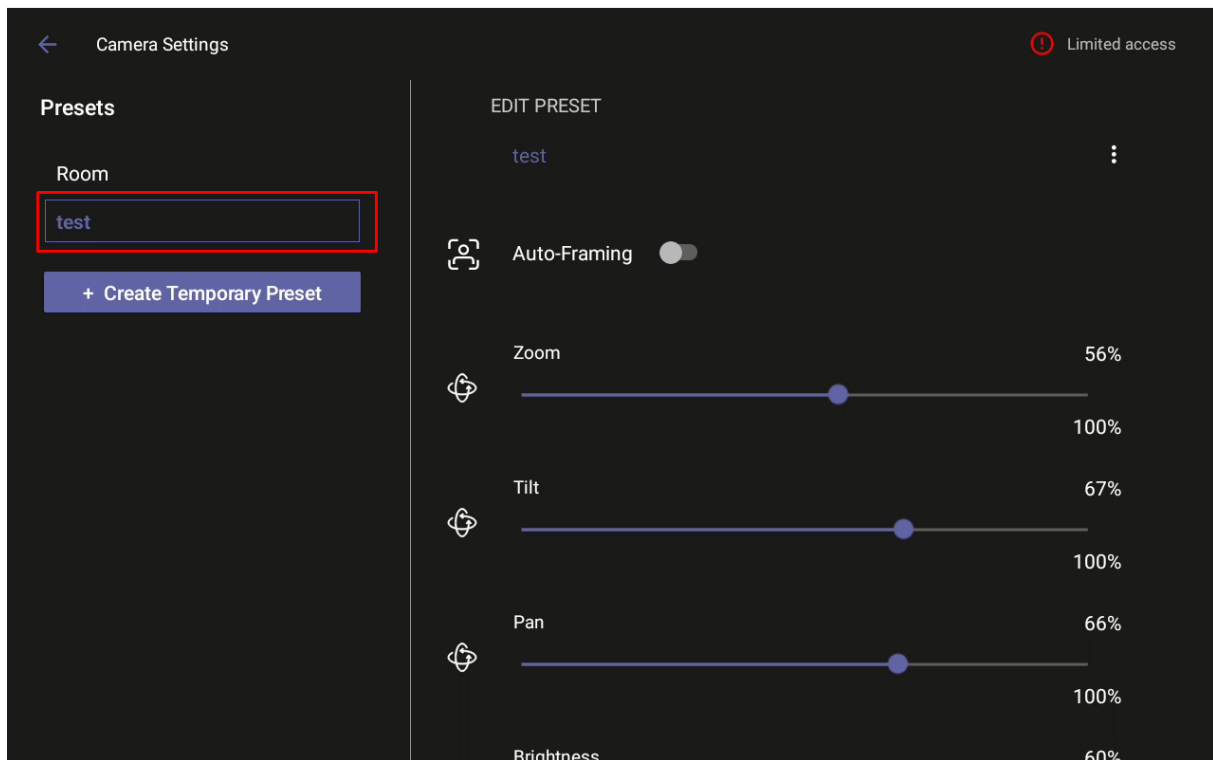 Camera Settings
Limited access
Presets
Room
test
+ Create Temporary Preset
EDIT PRESET
test
Auto-Framing
Zoom 56%
100%
Tilt 67%
100%
Pan 66%
100%
Brightness 60%